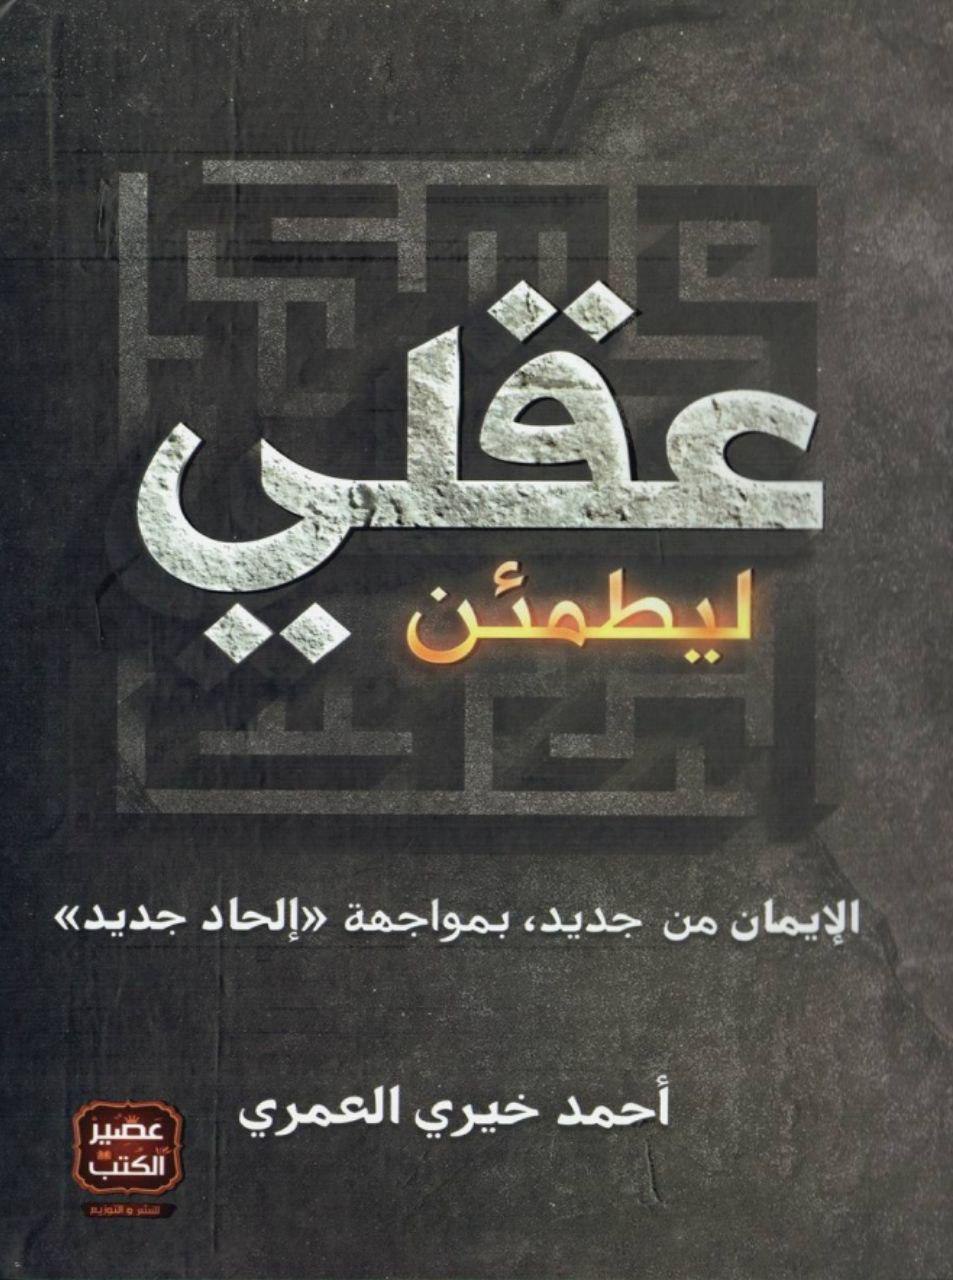 ليطمئن
عقلي
الإيمان من جديد، بمواجهة «إلحاد جديد»
أحمد خيري العمري
عصير
الكتب
للنشر و التوزيع